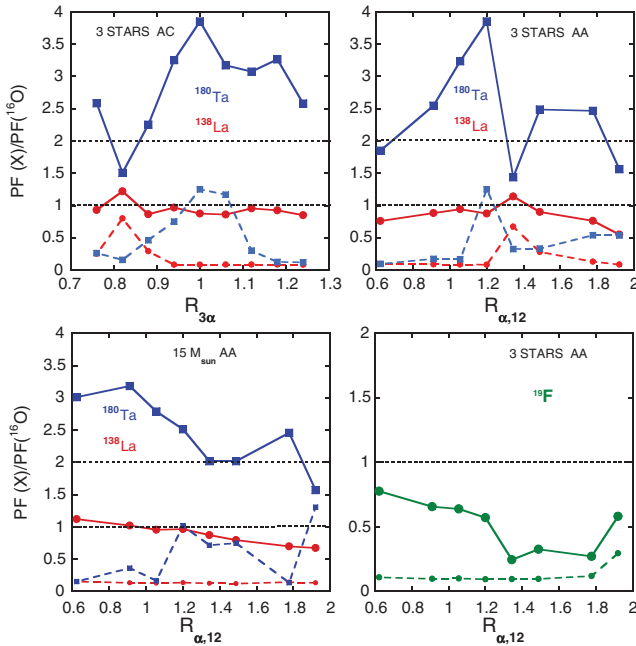 3 STARS AC
3 STARS AA
PF (X)/PF(¹⁶O)
4
3.5
3
2.5
2
1.5
1
0.5
0
¹⁸⁰Ta
¹³⁸La
0.7 0.8 0.9 1 1.1 1.2 1.3
R3α
4
3.5
3
2.5
2
1.5
1
0.5
0
¹⁸⁰Ta
¹³⁸La
0.6 0.8 1 1.2 1.4 1.6 1.8 2
Rα,12
15 Msun AA
3 STARS AA
PF (X)/PF(¹⁶O)
4
3.5
3
2.5
2
1.5
1
0.5
0
¹⁸⁰Ta
¹³⁸La
0.6 0.8 1 1.2 1.4 1.6 1.8 2
Rα,12
2
1.5
1
0.5
0
¹⁹F
0.6 0.8 1 1.2 1.4 1.6 1.8 2
Rα,12